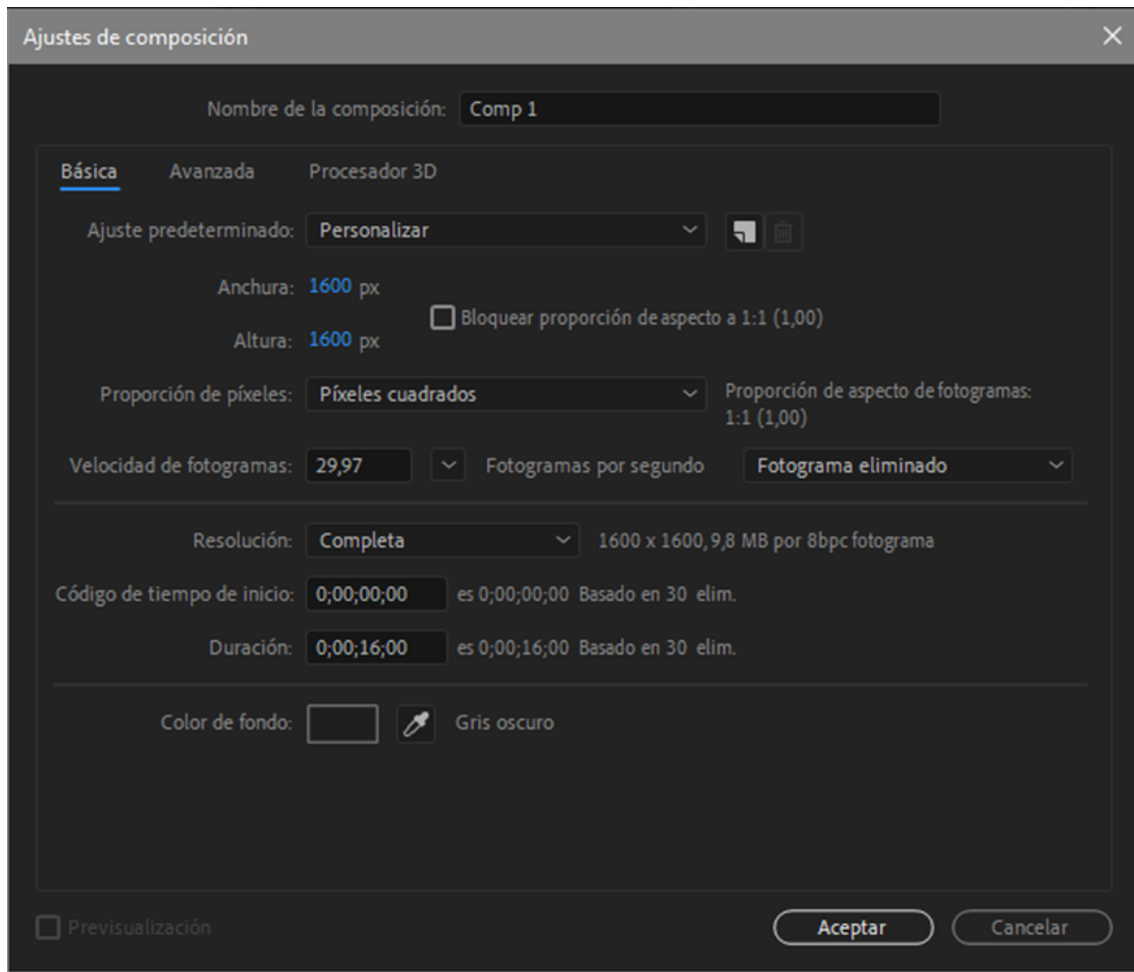 Ajustes de composición
Nombre de la composición: Comp 1
Básica Avanzada Procesador 3D
Ajuste predeterminado: Personalizar
Anchura: 1600 px
Bloquear proporción de aspecto a 1:1 (1,00)
Altura: 1600 px
Proporción de píxeles: Píxeles cuadrados Proporción de aspecto de fotogramas:
1:1 (1,00)
Velocidad de fotogramas: 29,97 Fotogramas por segundo Fotograma eliminado
Resolución: Completa 1600 x 1600, 9,8 MB por 8bpc fotograma
Código de tiempo de inicio: 0;00;00;00 es 0;00;00;00 Basado en 30 elim.
Duración: 0;00;16;00 es 0;00;16;00 Basado en 30 elim.
Color de fondo: Gris oscuro
Previsualización Aceptar Cancelar